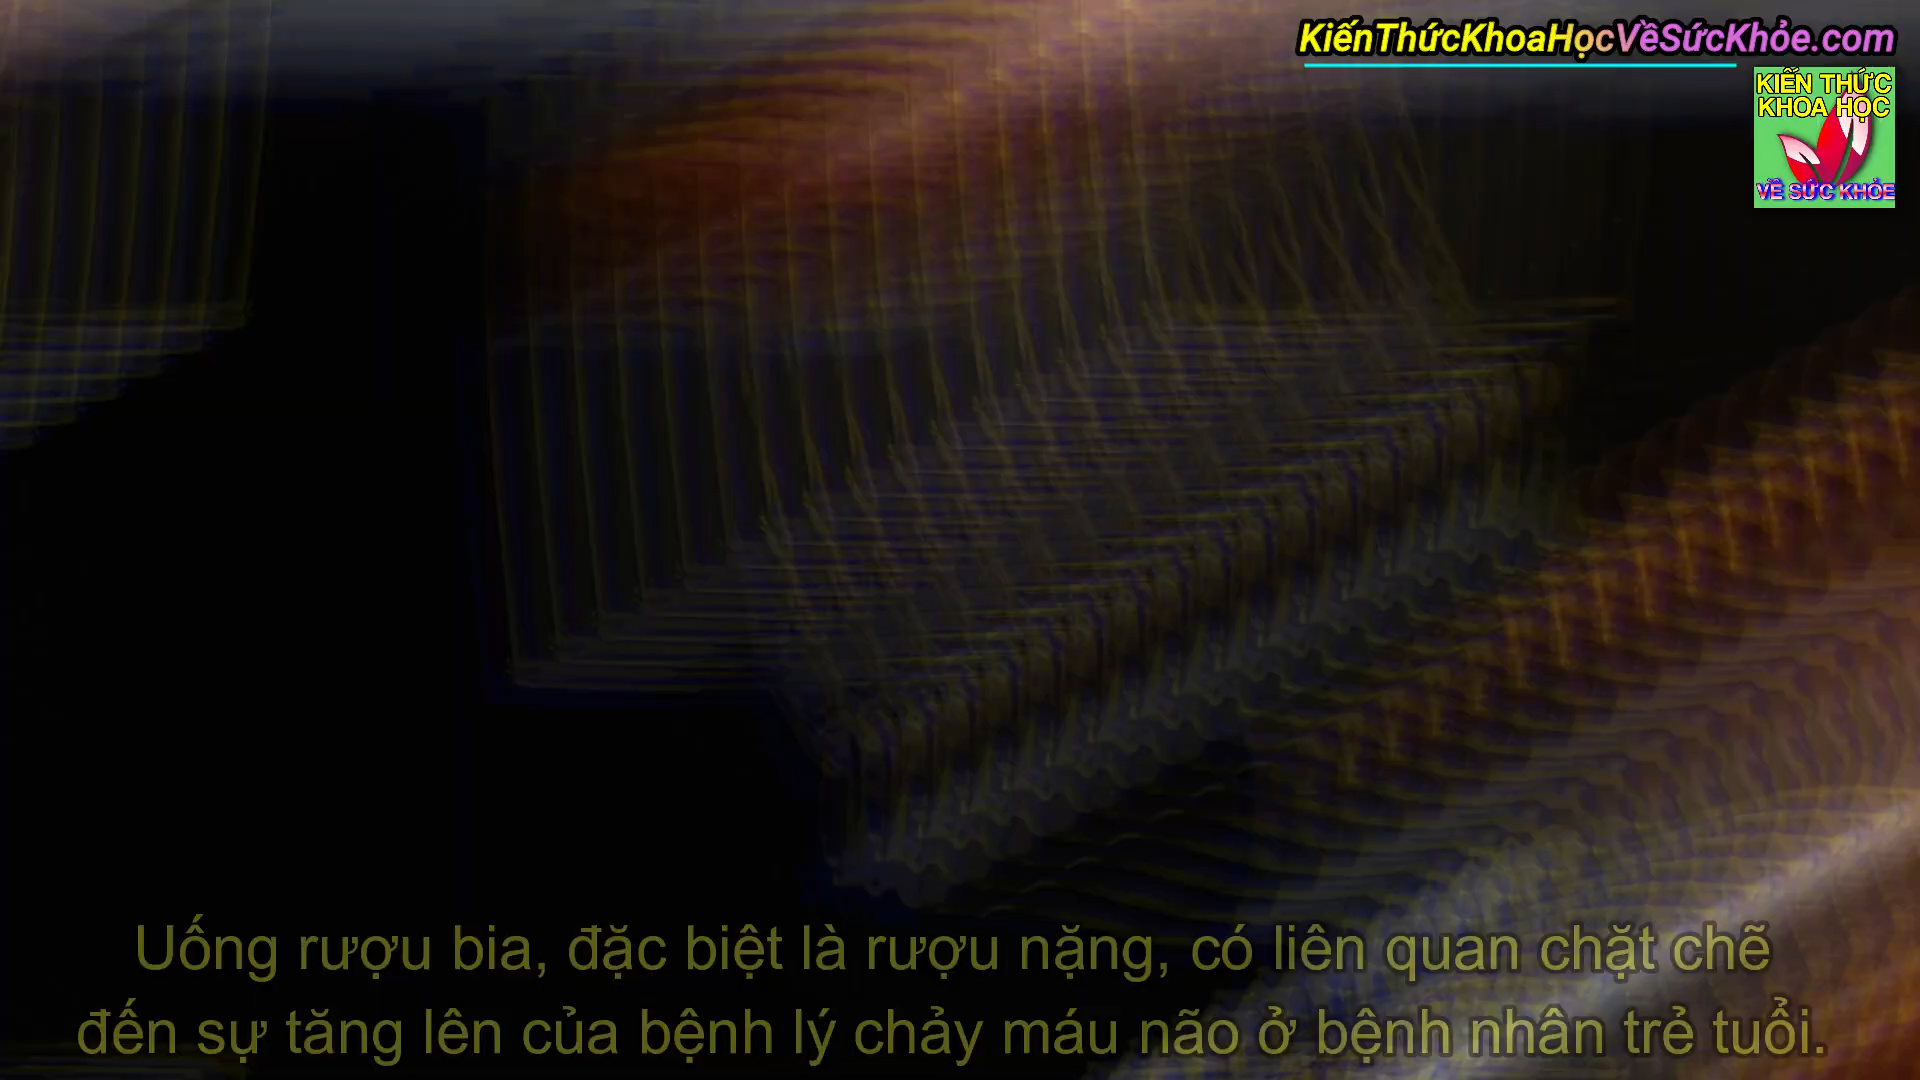 KiếnThứcKhoaHọcVềSứcKhỏe.com
KIẾN THỨC
KHOA HỌC
VỀ SỨC KHỎE
Uống rượu bia, đặc biệt là rượu nặng, có liên quan chặt chẽ
đến sự tăng lên của bệnh lý chảy máu não ở bệnh nhân trẻ tuổi.